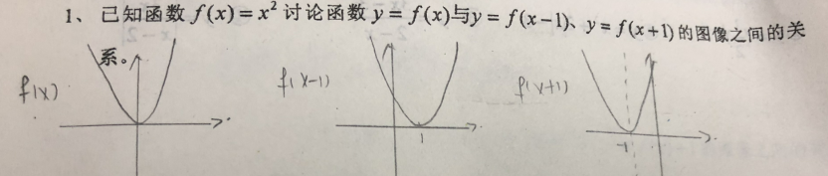 1、已知函数 f(x)=x² 讨论函数 y=f(x)与y=f(x-1)、y=f(x+1)的图像之间的关
系。
f(x) f(x-1) f(x+1)
1 -1